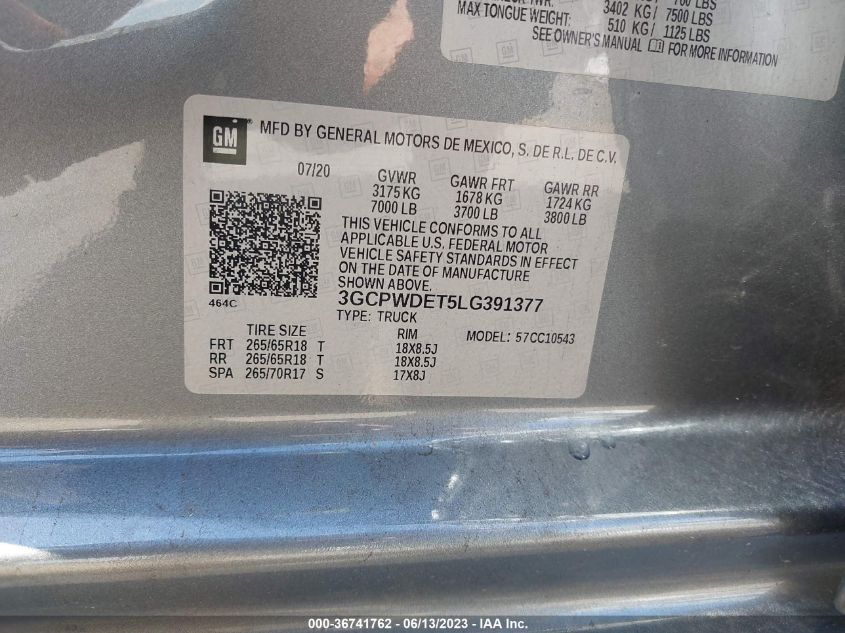 700 LBS
3402 KG / 7500 LBS
MAX TONGUE WEIGHT: 510 KG / 1125 LBS
SEE OWNER'S MANUAL FOR MORE INFORMATION
GM
MFD BY GENERAL MOTORS DE MEXICO, S. DE R.L. DE C.V.
07/20 GVWR GAWR FRT GAWR RR
3175 KG 1678 KG 1724 KG
7000 LB 3700 LB 3800 LB
THIS VEHICLE CONFORMS TO ALL
APPLICABLE U.S. FEDERAL MOTOR
VEHICLE SAFETY STANDARDS IN EFFECT
ON THE DATE OF MANUFACTURE
SHOWN ABOVE.
464C
3GCPWDET5LG391377
TYPE: TRUCK
MODEL: 57CC10543
TIRE SIZE RIM
FRT 265/65R18 T 18X8.5J
RR 265/65R18 T 18X8.5J
SPA 265/70R17 S 17X8J
000-36741762 - 06/13/2023 - IAA Inc.